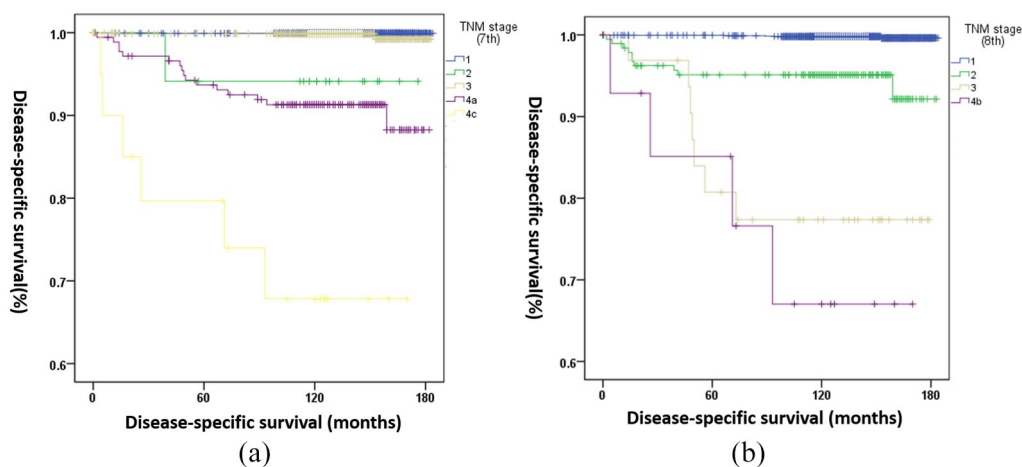 TNM stage
(7th)
1
2
3
4a
4c
1.0
0.9
0.8
0.7
0.6
Disease-specific survival(%)
0
60
120
180
Disease-specific survival (months)
(a)
TNM stage
(8th)
1
2
3
4b
1.0
0.9
0.8
0.7
0.6
Disease-specific survival(%)
0
60
120
180
Disease-specific survival (months)
(b)